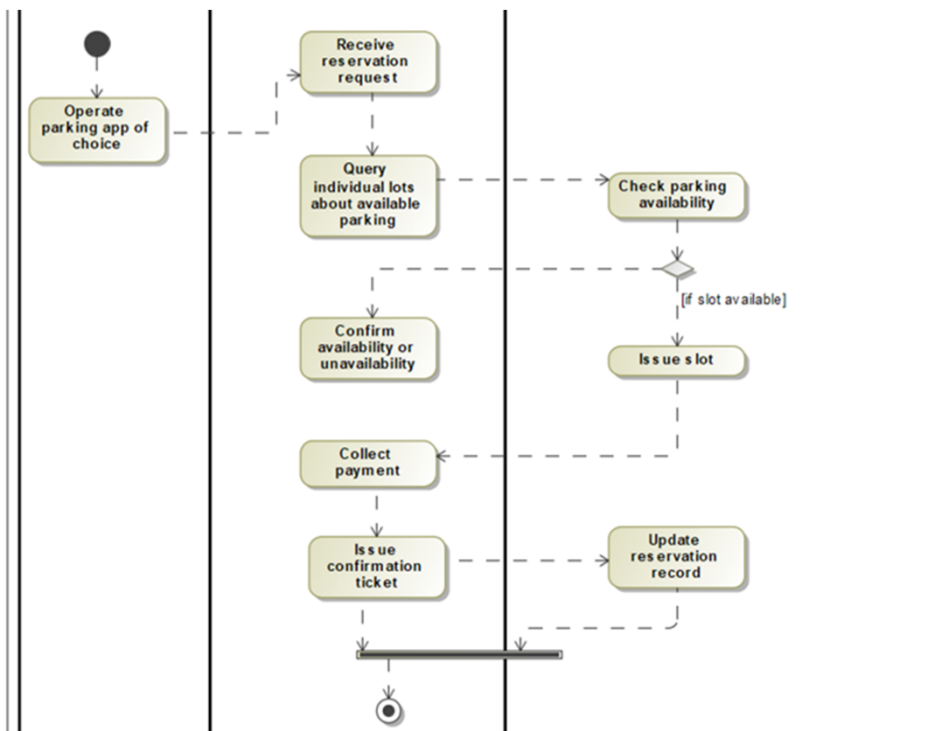 Receive
reservation
request
Operate
parking app of
choice
Query
individual lots
about available
parking
Check parking
availability
[if slot available]
Confirm
availability or
unavailability
Issue slot
Collect
payment
Issue
confirmation
ticket
Update
reservation
record